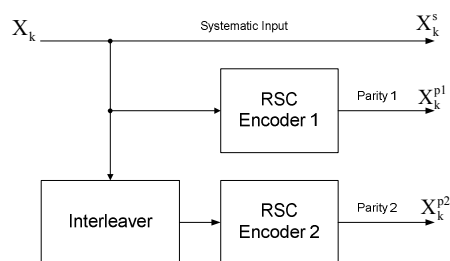 X_k Systematic Input X_k^s
RSC
Encoder 1
Parity 1 X_k^p1
Interleaver
RSC
Encoder 2
Parity 2 X_k^p2